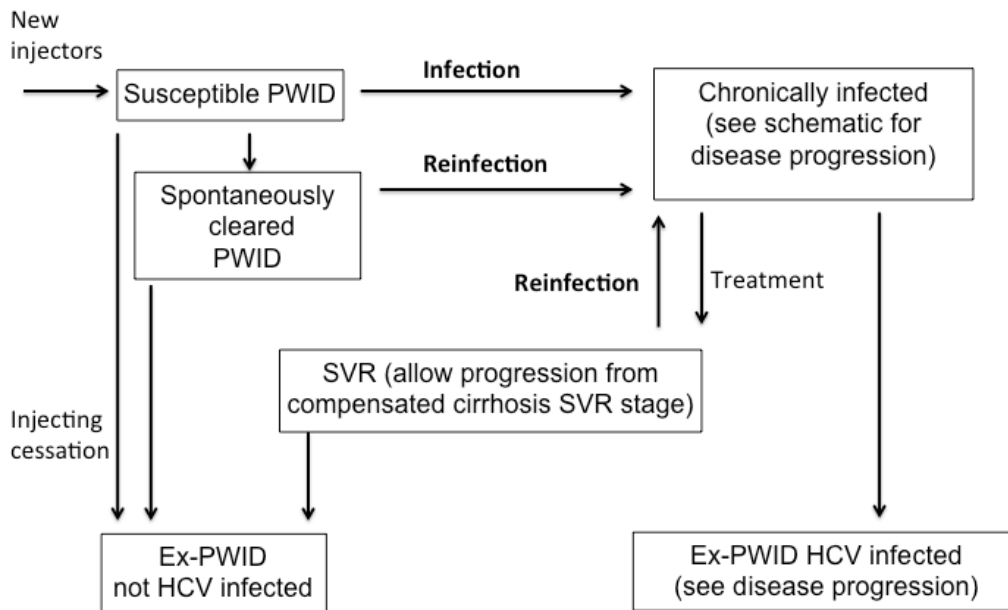 New
injectors
Susceptible PWID
Infection
Chronically infected
(see schematic for
disease progression)
Reinfection
Spontaneously
cleared
PWID
Reinfection
Treatment
SVR (allow progression from
compensated cirrhosis SVR stage)
Injecting
cessation
Ex-PWID
not HCV infected
Ex-PWID HCV infected
(see disease progression)